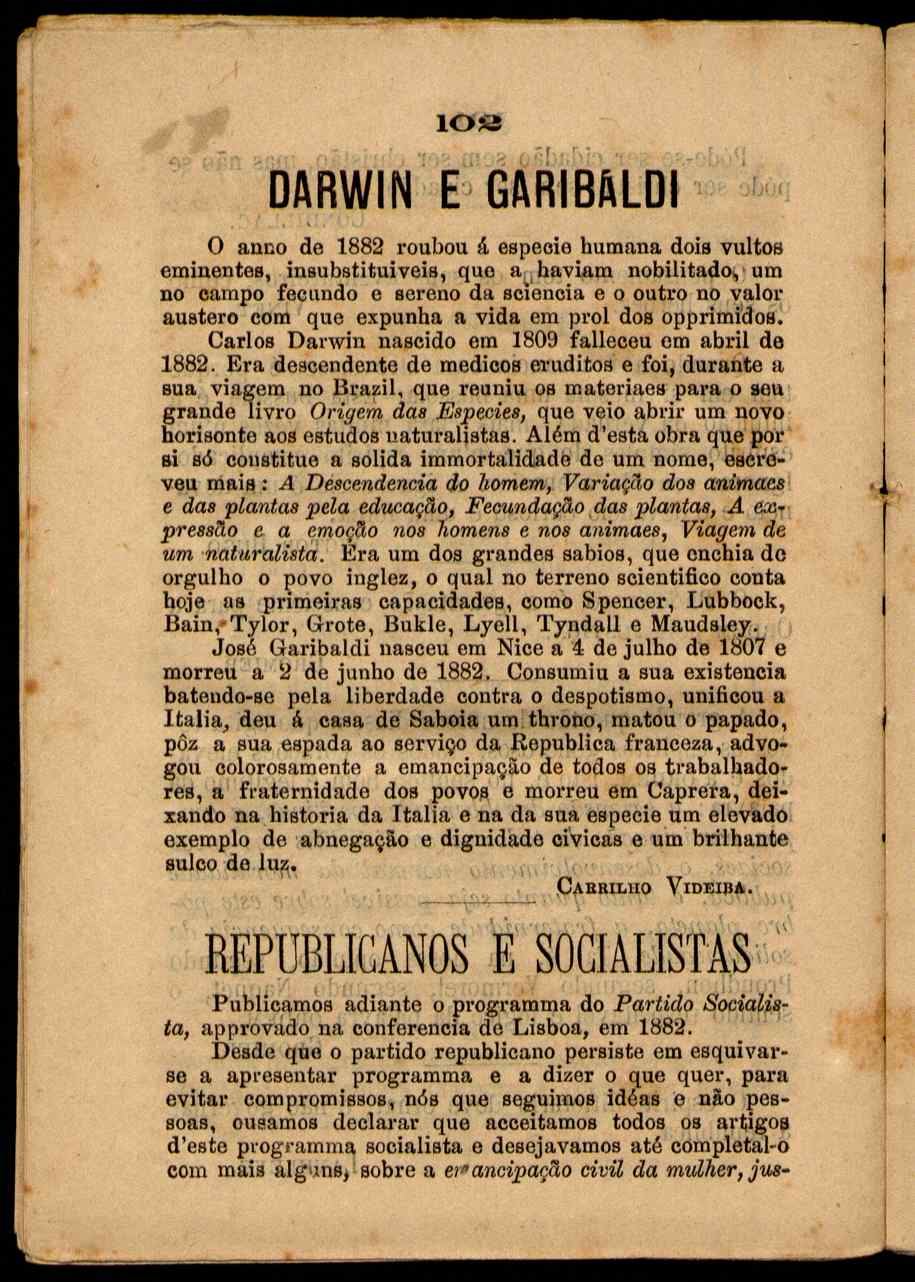 102
DARWIN E GARIBALDI
O anno de 1882 roubou á especie humana dois vultos
eminentes, insubstituiveis, que a haviam nobilitado, um
no campo fecundo e sereno da sciencia e o outro no valor
austero com que expunha a vida em prol dos opprimidos.
Carlos Darwin nascido em 1809 falleceu em abril de
1882. Era descendente de medicos eruditos e foi, durante a
sua viagem no Brazil, que reuniu os materiaes para o seu
grande livro Origem das Especies, que veio abrir um novo
horisonte aos estudos naturalistas. Além d'esta obra que por
si só constitue a solida immortalidade de um nome, escre-
veu mais: A Descendencia do homem, Variação dos animaes
e das plantas pela educação, Fecundação das plantas, A ex-
pressão e a emoção nos homens e nos animaes, Viagem de
um naturalista. Era um dos grandes sabios, que enchia de
orgulho o povo inglez, o qual no terreno scientifico conta
hoje as primeiras capacidades, como Spencer, Lubbock,
Bain, Tylor, Grote, Bukle, Lyell, Tyndall e Maudsley.
José Garibaldi nasceu em Nice a 4 de julho de 1807 e
morreu a 2 de junho de 1882. Consumiu a sua existencia
batendo-se pela liberdade contra o despotismo, unificou a
Italia, deu á casa de Saboia um throno, matou o papado,
pôz a sua espada ao serviço da Republica franceza, advo-
gou colorosamente a emancipação de todos os trabalhado-
res, a fraternidade dos povos e morreu em Caprera, dei-
xando na historia da Italia e na da sua especie um elevado
exemplo de abnegação e dignidade civicas e um brilhante
sulco de luz.
CARRILHO VIDEIRA.
REPUBLICANOS E SOCIALISTAS
Publicamos adiante o programma do Partido Socialis-
ta, approvado na conferencia de Lisboa, em 1882.
Desde que o partido republicano persiste em esquivar-
se a apresentar programma e a dizer o que quer, para
evitar compromissos, nós que seguimos idéas e não pes-
soas, ousamos declarar que acceitamos todos os artigos
d'este programma socialista e desejavamos até completal-o
com mais alguns, sobre a emancipação civil da mulher, jus-